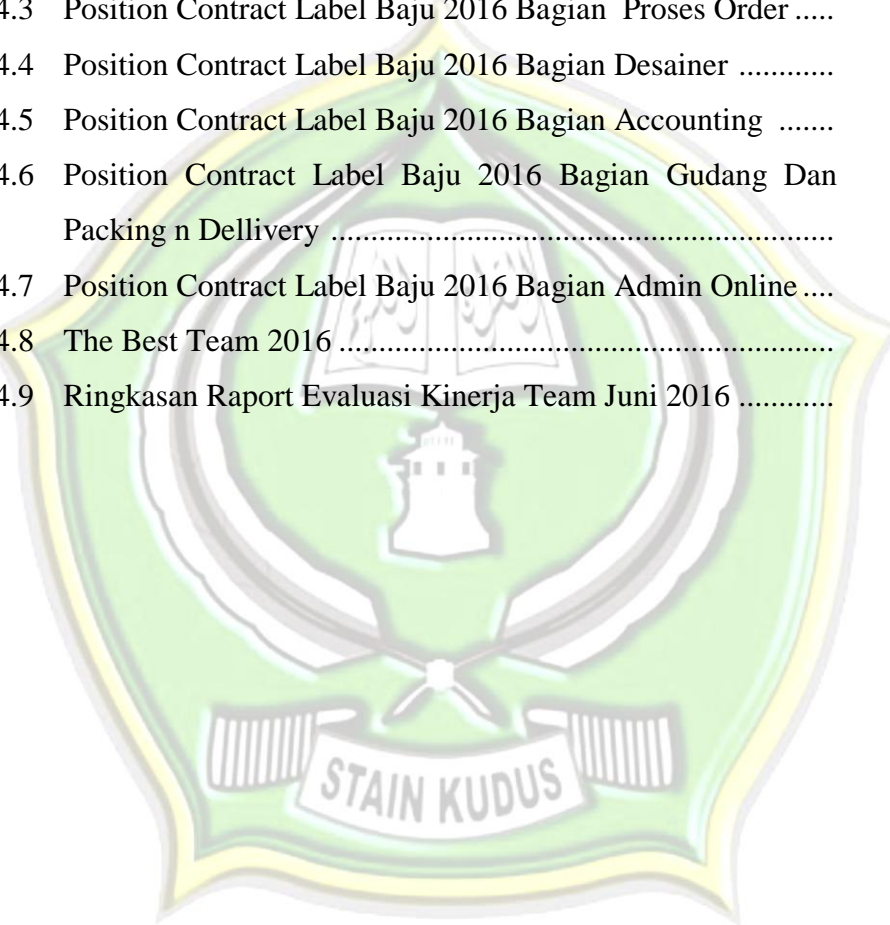 4.3 Position Contract Label Baju 2016 Bagian Proses Order .....
4.4 Position Contract Label Baju 2016 Bagian Desainer ............
4.5 Position Contract Label Baju 2016 Bagian Accounting .......
4.6 Position Contract Label Baju 2016 Bagian Gudang Dan
Packing n Dellivery ................................................................
4.7 Position Contract Label Baju 2016 Bagian Admin Online ....
4.8 The Best Team 2016 ...............................................................
4.9 Ringkasan Raport Evaluasi Kinerja Team Juni 2016 ............
STAIN KUDUS